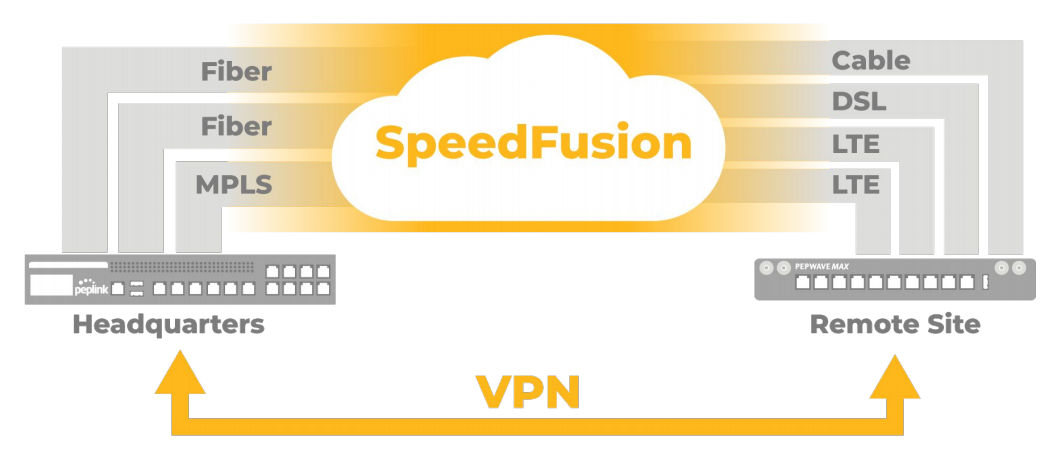 Fiber
Fiber
MPLS
SpeedFusion
Cable
DSL
LTE
LTE
peplink
Headquarters
PEPWAVE MAX
Remote Site
VPN